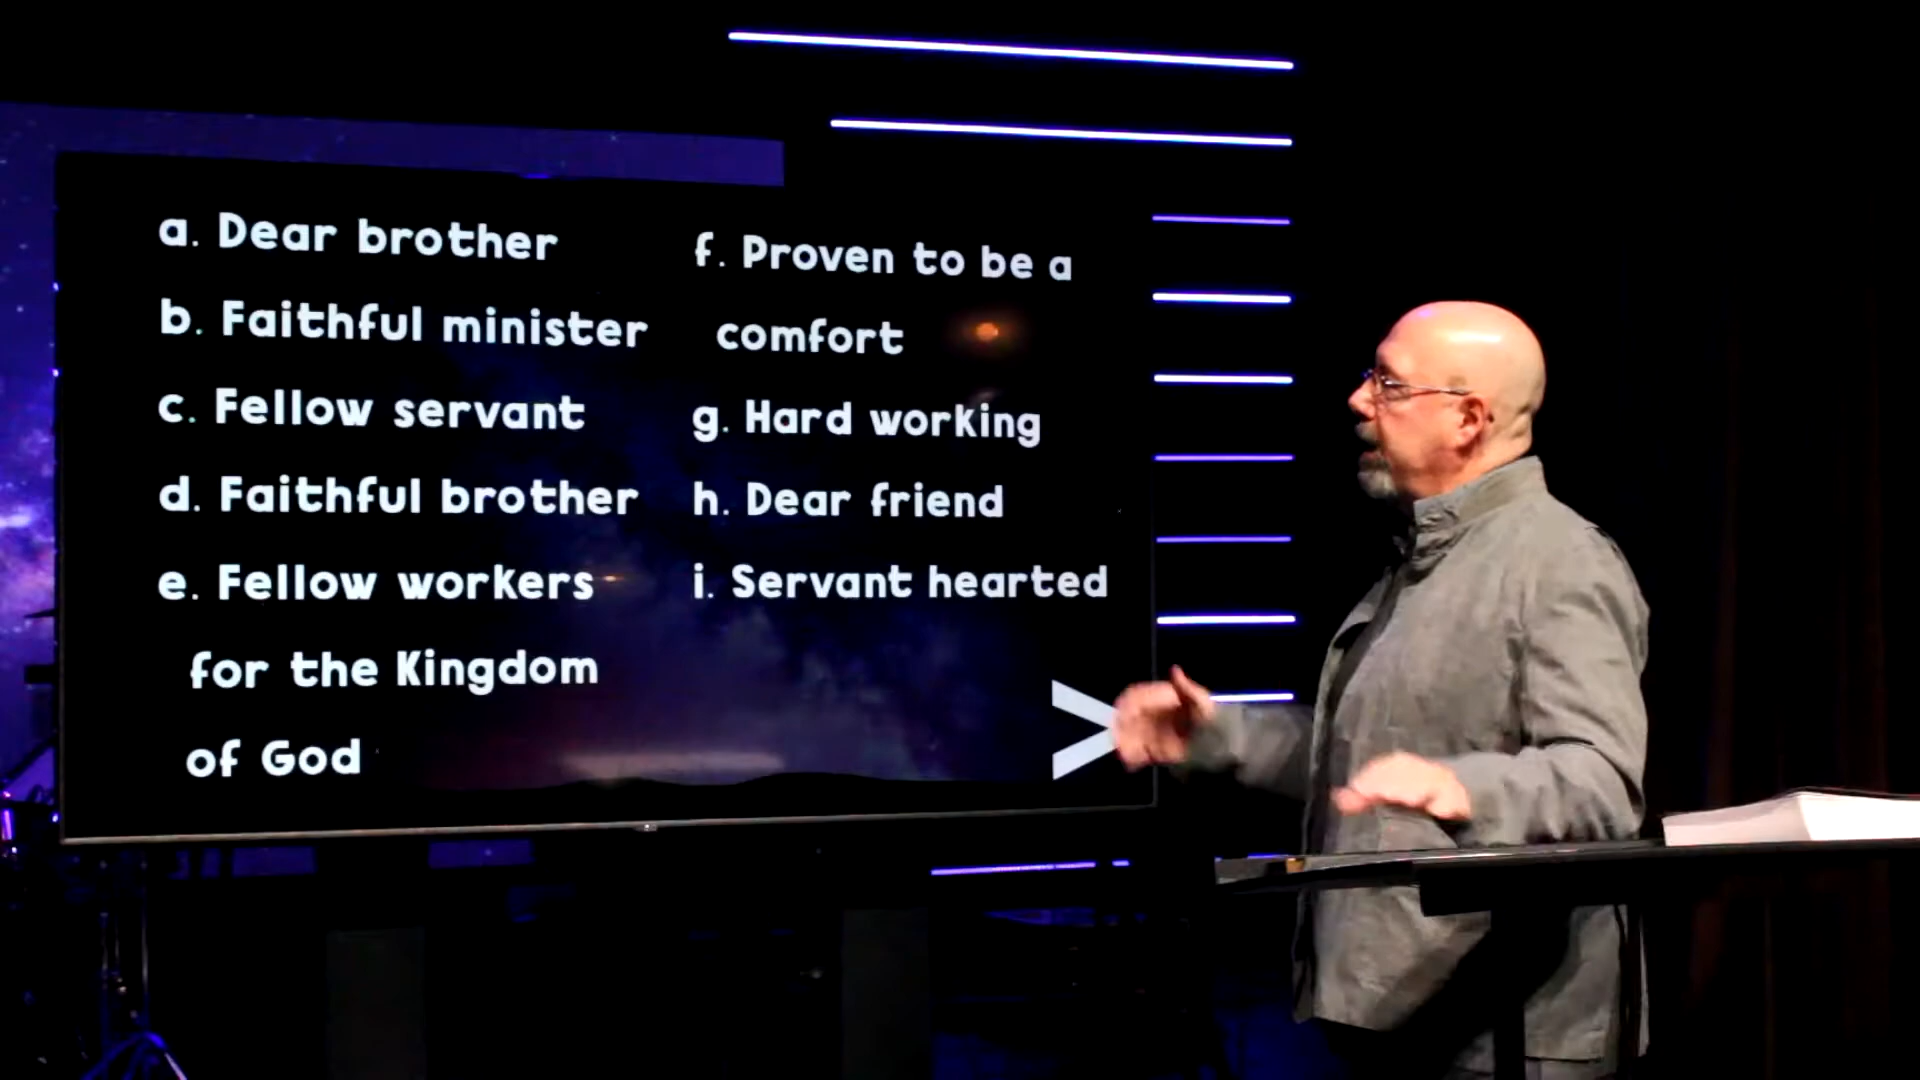 a. Dear brother
b. Faithful minister
c. Fellow servant
d. Faithful brother
e. Fellow workers
for the Kingdom
of God
f. Proven to be a
comfort
g. Hard working
h. Dear friend
i. Servant hearted
>